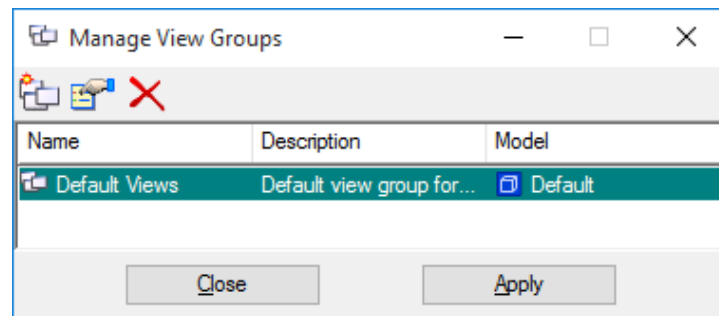 Manage View Groups
Name Description Model
Default Views Default view group for... Default
Close Apply